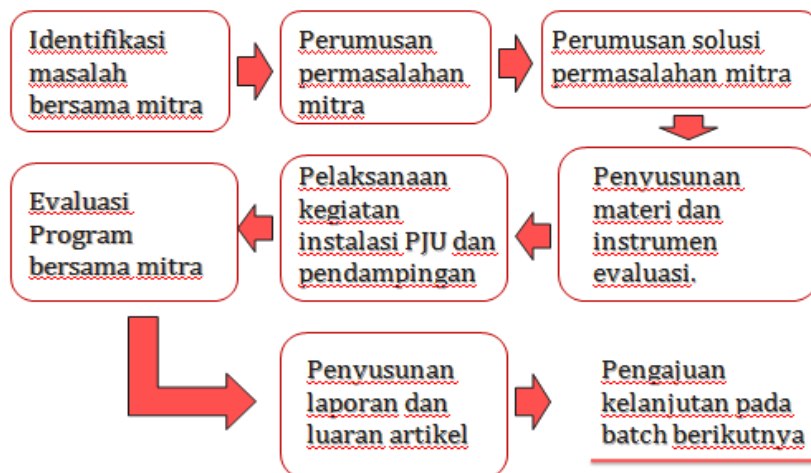 Identifikasi
masalah
bersama mitra
Perumusan
permasalahan
mitra
Perumusan solusi
permasalahan mitra
Penyusunan
materi dan
instrumen
evaluasi.
Pelaksanaan
kegiatan
instalasi PJU dan
pendampingan
Evaluasi
Program
bersama mitra
Penyusunan
laporan dan
luaran artikel
Pengajuan
kelanjutan pada
batch berikutnya